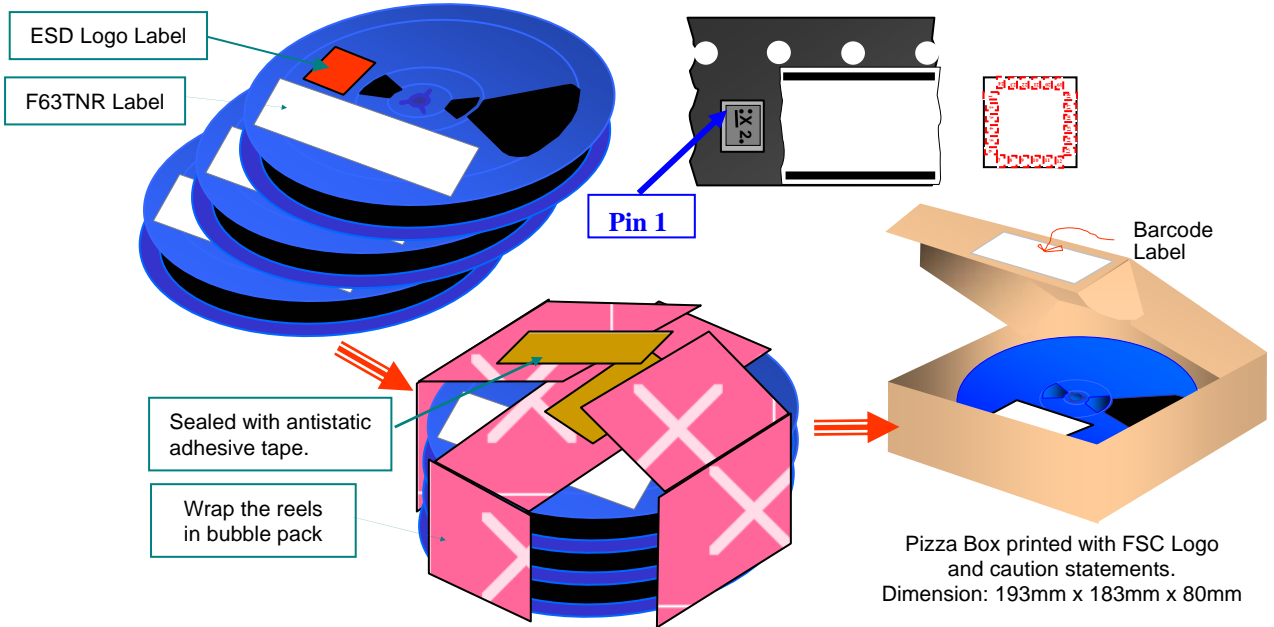 ESD Logo Label
F63TNR Label
:X 2.
Pin 1
Barcode
Label
Sealed with antistatic
adhesive tape.
Wrap the reels
in bubble pack
Pizza Box printed with FSC Logo
and caution statements.
Dimension: 193mm x 183mm x 80mm